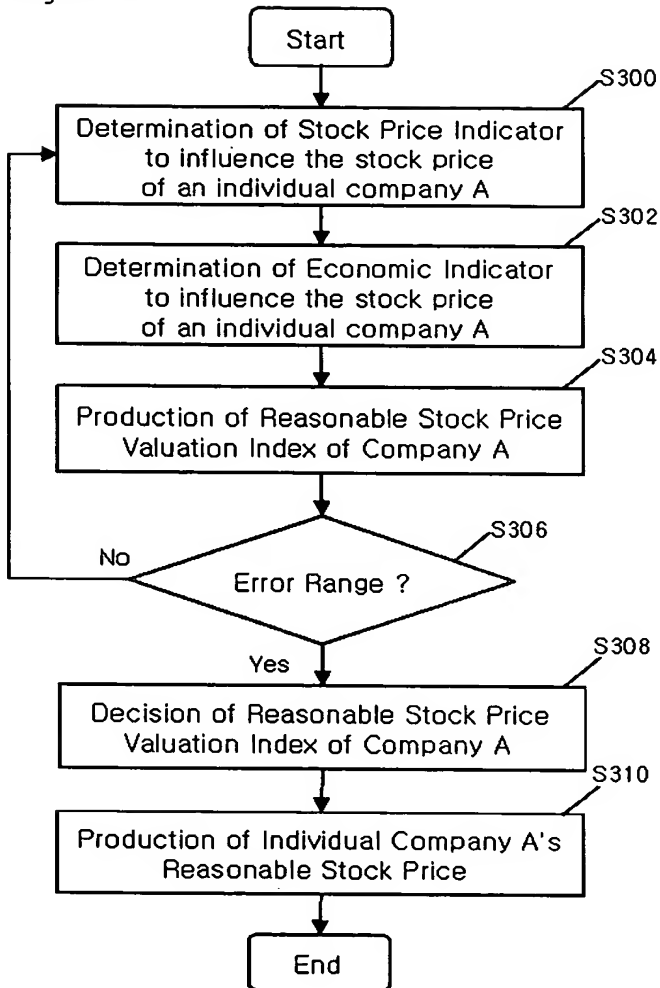 Start
S300
Determination of Stock Price Indicator
to influence the stock price
of an individual company A
S302
Determination of Economic Indicator
to influence the stock price
of an individual company A
S304
Production of Reasonable Stock Price
Valuation Index of Company A
S306
No
Error Range ?
Yes
S308
Decision of Reasonable Stock Price
Valuation Index of Company A
S310
Production of Individual Company A's
Reasonable Stock Price
End